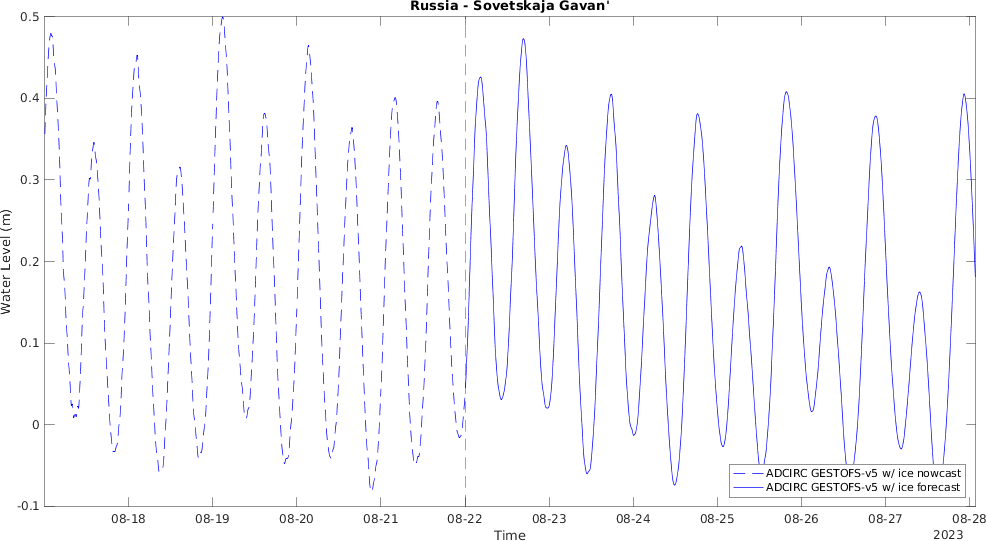 Russia - Sovetskaja Gavan'
0.5
0.4
0.3
0.2
0.1
0
-0.1
Water Level (m)
ADCIRC GESTOFS-v5 w/ ice nowcast
ADCIRC GESTOFS-v5 w/ ice forecast
08-18 08-19 08-20 08-21 08-22 08-23 08-24 08-25 08-26 08-27 08-28
Time
2023